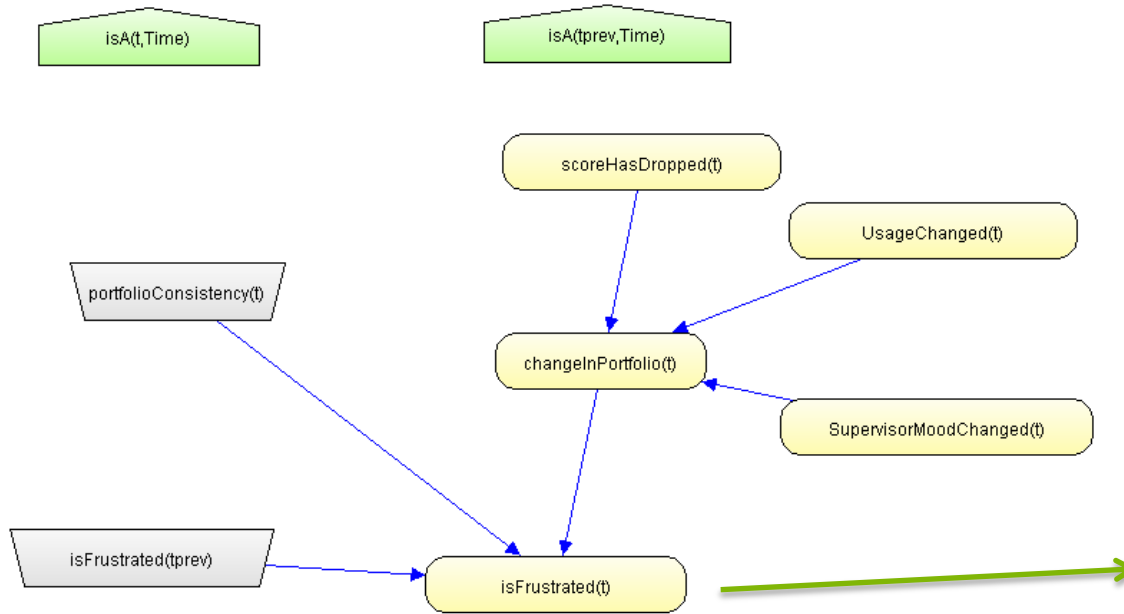 isA(t,Time)
isA(tprev,Time)
scoreHasDropped(t)
UsageChanged(t)
portfolioConsistency(t)
changeInPortfolio(t)
SupervisorMoodChanged(t)
isFrustrated(tprev)
isFrustrated(t)